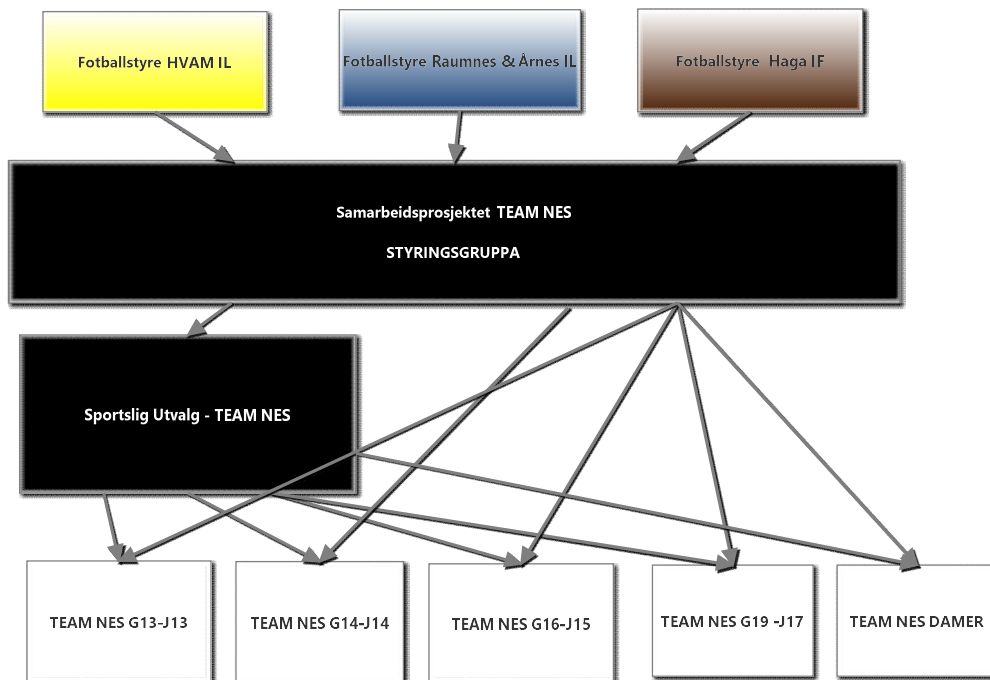 Fotballstyre HVAM IL
Fotballstyre Raumnes & Årnes IL
Fotballstyre Haga IF
Samarbeidsprosjektet TEAM NES
STYRINGSGRUPPA
Sportslig Utvalg - TEAM NES
TEAM NES G13-J13
TEAM NES G14-J14
TEAM NES G16-J15
TEAM NES G19 -J17
TEAM NES DAMER